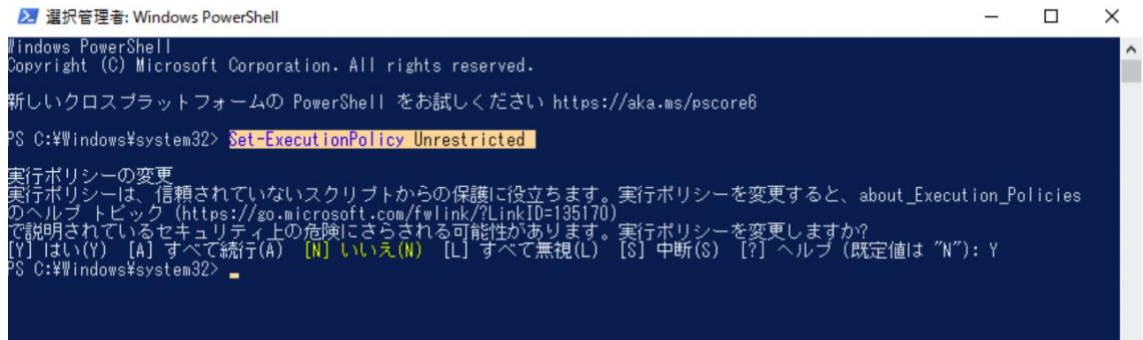 選択管理者: Windows PowerShell
Windows PowerShell
Copyright (C) Microsoft Corporation. All rights reserved.
新しいクロスプラットフォームの PowerShell をお試しください https://aka.ms/pscore6
PS C:¥Windows¥system32> Set-ExecutionPolicy Unrestricted
実行ポリシーの変更
実行ポリシーは、信頼されていないスクリプトからの保護に役立ちます。実行ポリシーを変更すると、about_Execution_Policies
のヘルプ トピック (https://go.microsoft.com/fwlink/?LinkID=135170)
で説明されているセキュリティ上の危険にさらされる可能性があります。実行ポリシーを変更しますか?
[Y] はい(Y)  [A] すべて続行(A)  [N] いいえ(N)  [L] すべて無視(L)  [S] 中断(S)  [?] ヘルプ (既定値は "N"): Y
PS C:¥Windows¥system32>